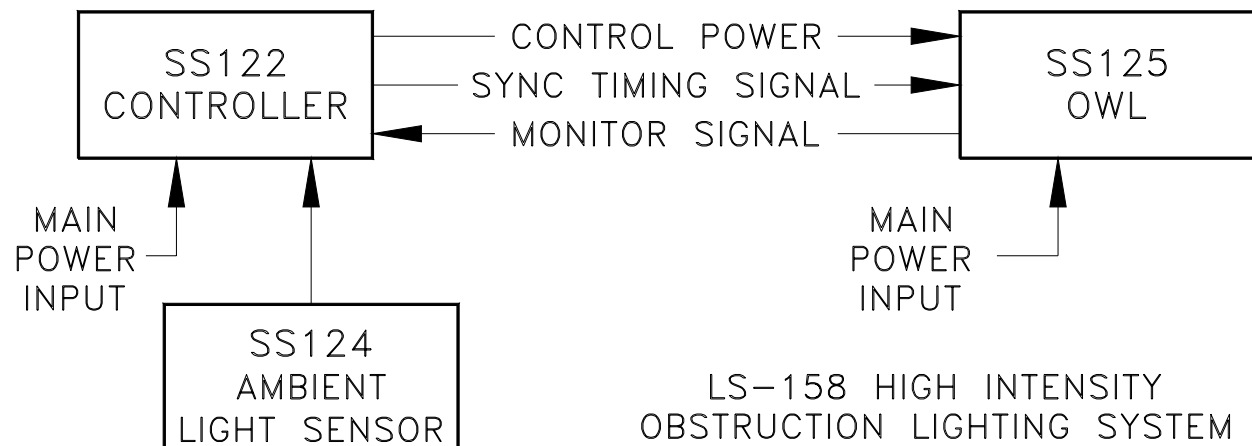 SS122
CONTROLLER
CONTROL POWER
SYNC TIMING SIGNAL
MONITOR SIGNAL
SS125
OWL
MAIN
POWER
INPUT
MAIN
POWER
INPUT
SS124
AMBIENT
LIGHT SENSOR
LS-158 HIGH INTENSITY
OBSTRUCTION LIGHTING SYSTEM